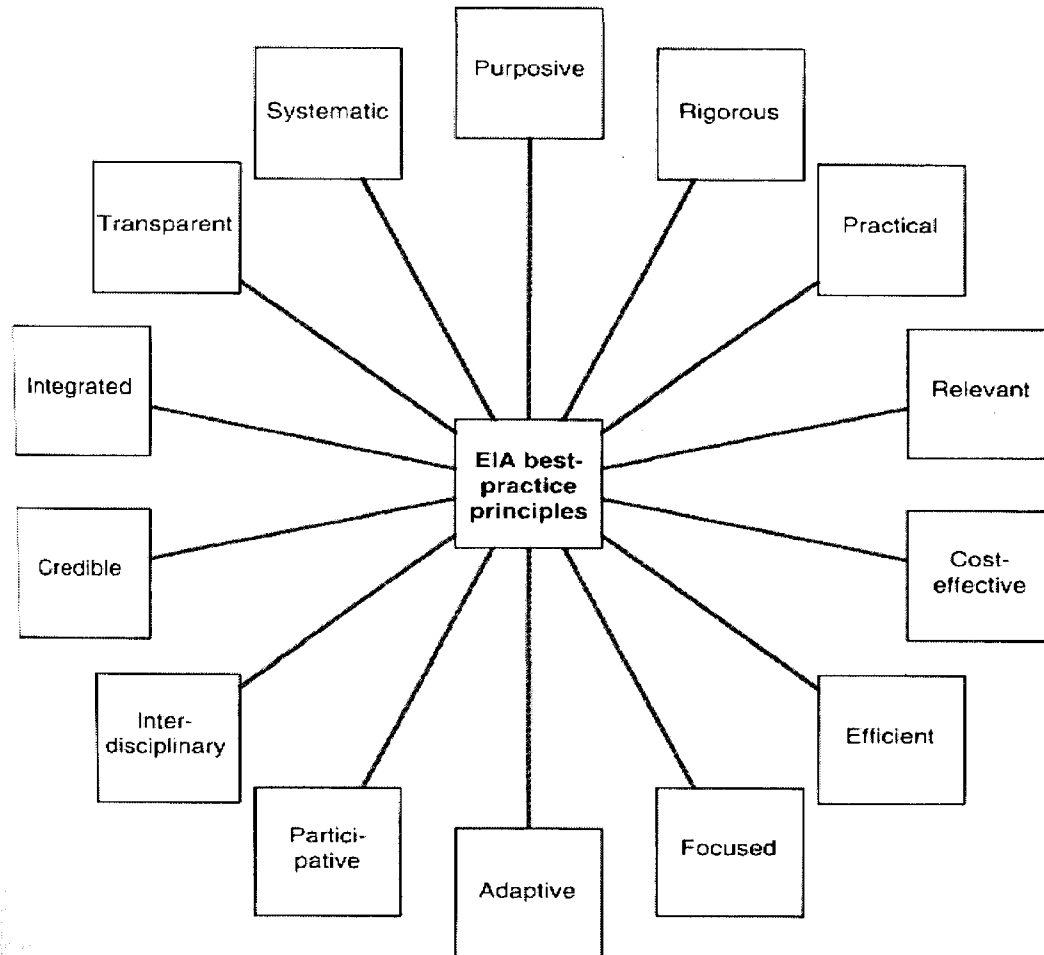 Purposive
Systematic
Rigorous
Transparent
Practical
Integrated
Relevant
EIA best-
practice
principles
Credible
Cost-
effective
Inter-
disciplinary
Efficient
Partici-
pative
Focused
Adaptive